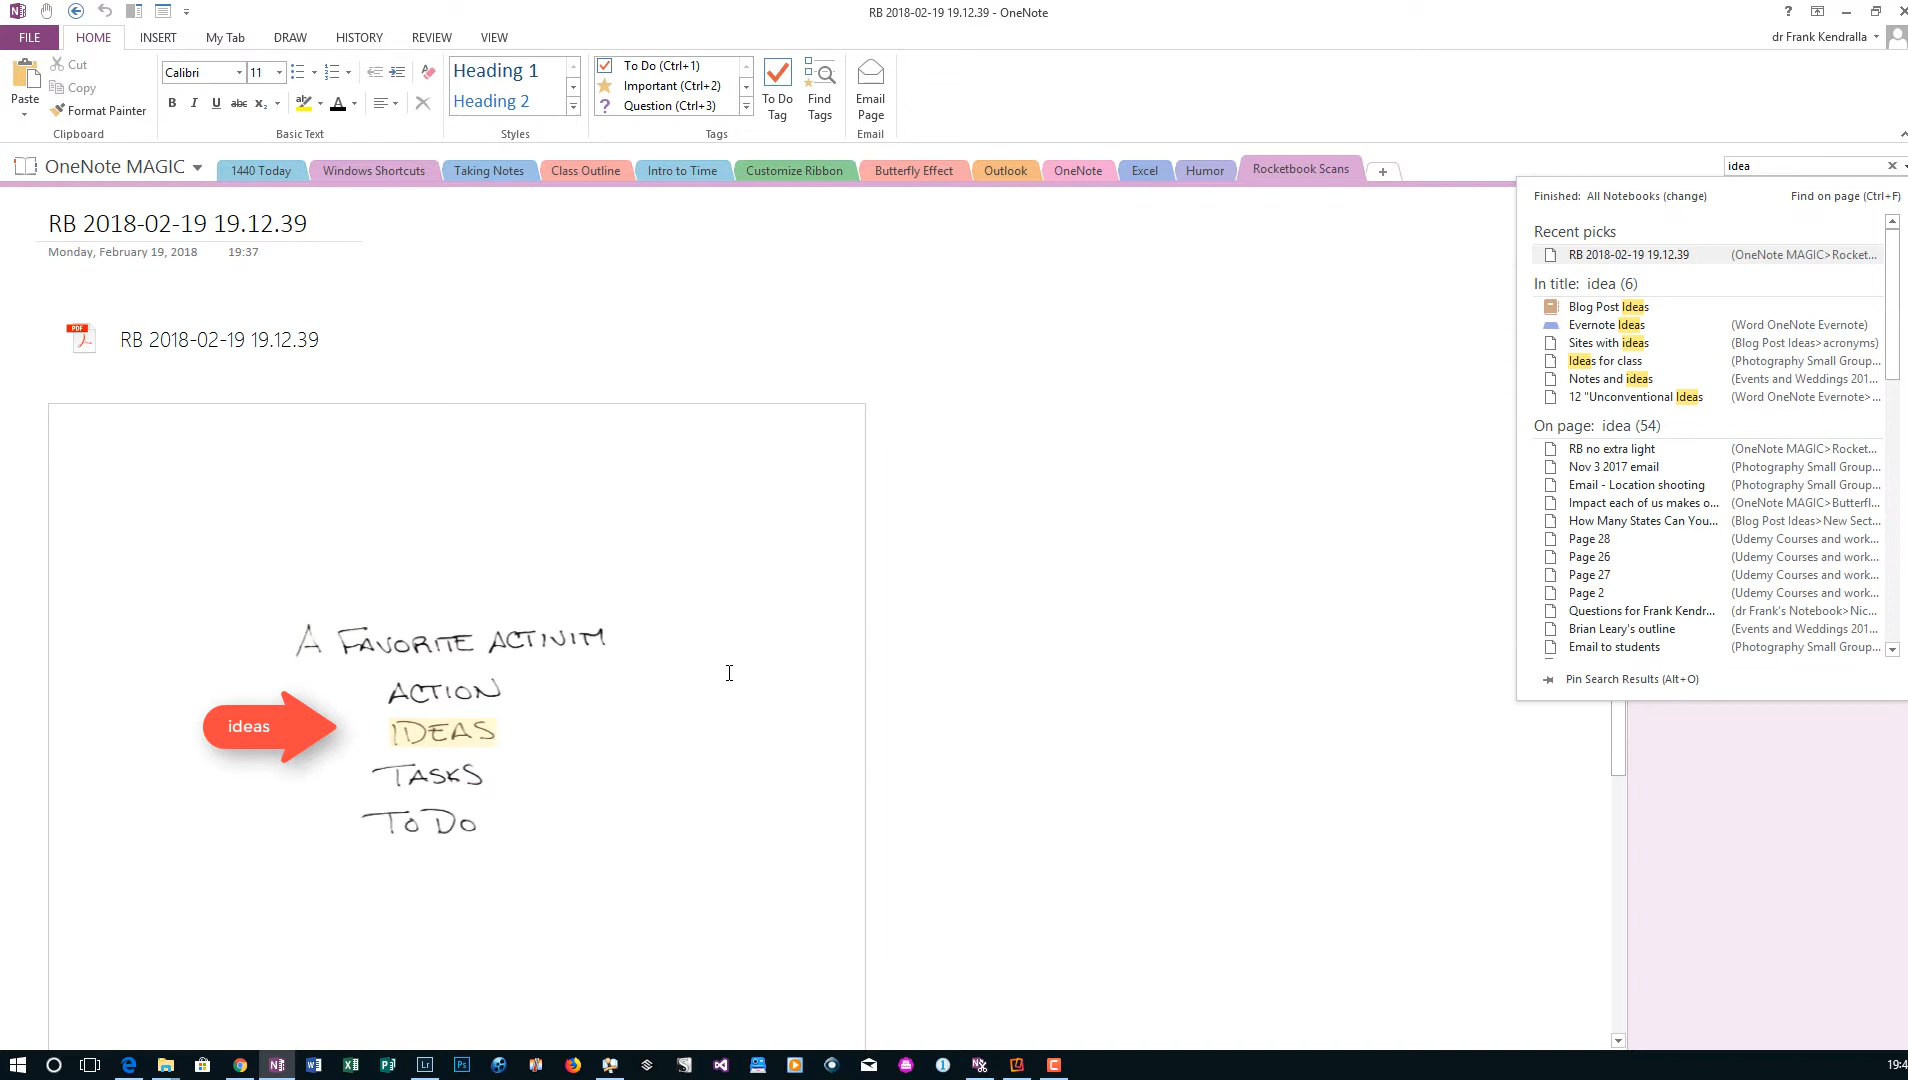 RB 2018-02-19 19.12.39 - OneNote
?
FILE
HOME
INSERT
My Tab
DRAW
HISTORY
REVIEW
VIEW
dr Frank Kendralla
Paste
Cut
Copy
Format Painter
Clipboard
Calibri
11
B I U abc X₂
A
Basic Text
Heading 1
Heading 2
Styles
To Do (Ctrl+1)
Important (Ctrl+2)
Question (Ctrl+3)
Tags
To Do
Tag
Find
Tags
Email
Page
Email
OneNote MAGIC
1440 Today
Windows Shortcuts
Taking Notes
Class Outline
Intro to Time
Customize Ribbon
Butterfly Effect
Outlook
OneNote
Excel
Humor
Rocketbook Scans
idea
Finished: All Notebooks (change)
Find on page (Ctrl+F)
Recent picks
RB 2018-02-19 19.12.39 (OneNote MAGIC>Rocket...
In title: idea (6)
Blog Post Ideas
Evernote Ideas (Word OneNote Evernote)
Sites with ideas (Blog Post Ideas>acronyms)
Ideas for class (Photography Small Group...
Notes and ideas (Events and Weddings 201...
12 "Unconventional Ideas (Word OneNote Evernote>...
On page: idea (54)
RB no extra light (OneNote MAGIC>Rocket...
Nov 3 2017 email (Photography Small Group...
Email - Location shooting (Photography Small Group...
Impact each of us makes o... (OneNote MAGIC>Butterfl...
How Many States Can You... (Blog Post Ideas>New Sect...
Page 28 (Udemy Courses and work...
Page 26 (Udemy Courses and work...
Page 27 (Udemy Courses and work...
Page 2 (Udemy Courses and work...
Questions for Frank Kendr... (dr Frank's Notebook>Nic...
Brian Leary's outline (Events and Weddings 201...
Email to students (Photography Small Group...
Pin Search Results (Alt+O)
RB 2018-02-19 19.12.39
Monday, February 19, 2018 19:37
PDF
RB 2018-02-19 19.12.39
A FAVORITE ACTIVITY
ACTION
ideas
IDEAS
TASKS
TO DO
Lr
Ps
19:4